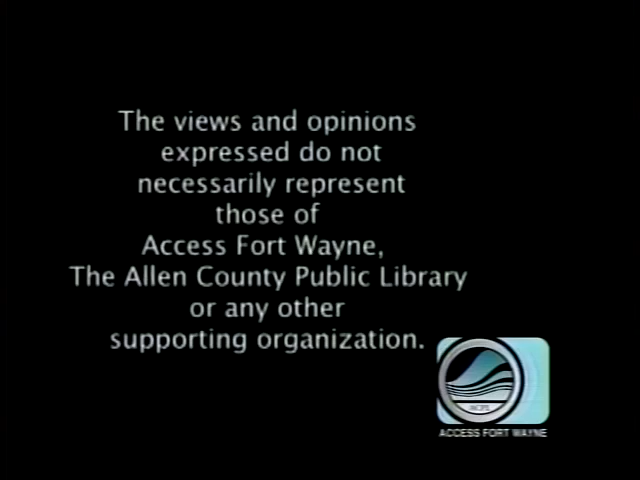 The views and opinions
expressed do not
necessarily represent
those of
Access Fort Wayne,
The Allen County Public Library
or any other
supporting organization.
ACCESS FORT WAYNE